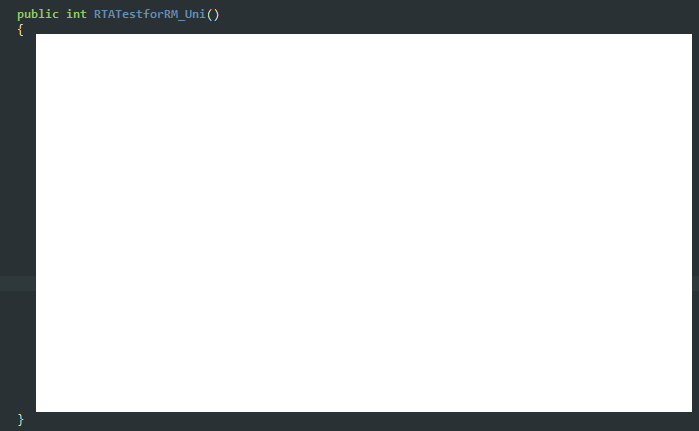 public int RTATestforRM_Uni()
{
}